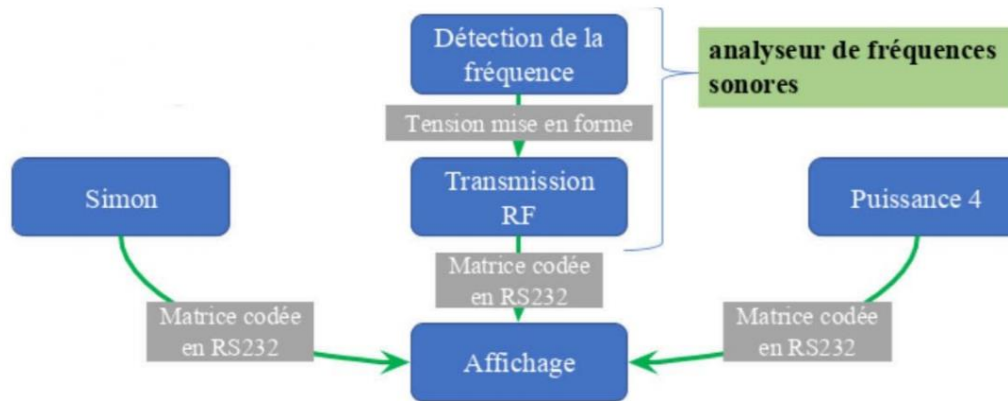 Détection de la
fréquence
analyseur de fréquences
sonores
Tension mise en forme
Simon
Transmission
RF
Puissance 4
Matrice codée
en RS232
Matrice codée
en RS232
Matrice codée
en RS232
Affichage